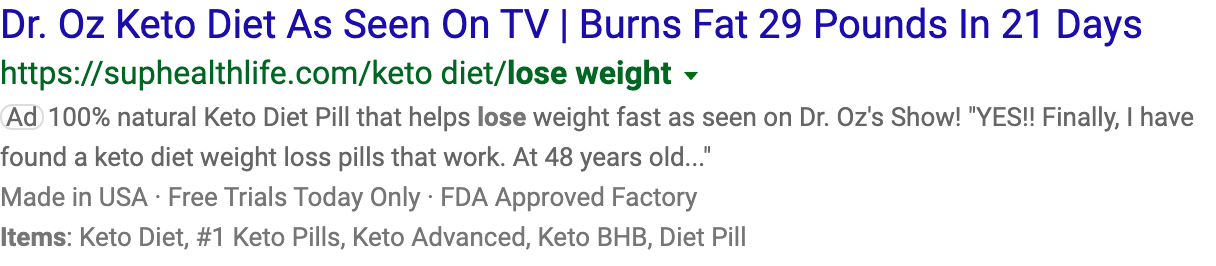 Dr. Oz Keto Diet As Seen On TV | Burns Fat 29 Pounds In 21 Days
https://suphealthlife.com/keto diet/lose weight
Ad 100% natural Keto Diet Pill that helps lose weight fast as seen on Dr. Oz's Show! "YES!! Finally, I have
found a keto diet weight loss pills that work. At 48 years old..."
Made in USA · Free Trials Today Only · FDA Approved Factory
Items: Keto Diet, #1 Keto Pills, Keto Advanced, Keto BHB, Diet Pill